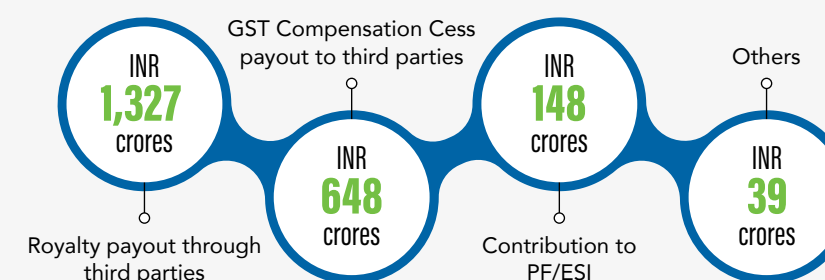 INR
1,327
crores
Royalty payout through
third parties
GST Compensation Cess
payout to third parties
INR
648
crores
INR
148
crores
Contribution to
PF/ESI
Others
INR
39
crores